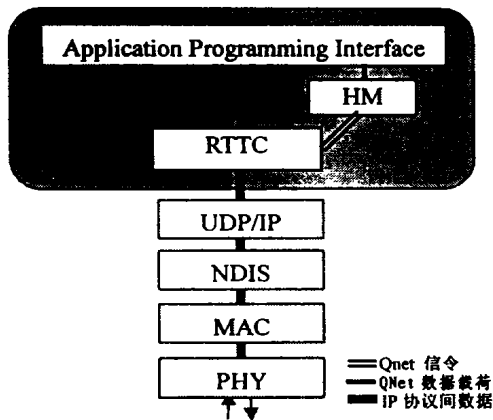 Application Programming Interface
HM
RTTC
UDP/IP
NDIS
MAC
PHY
Qnet 信令
QNet 数据载荷
IP 协议间数据